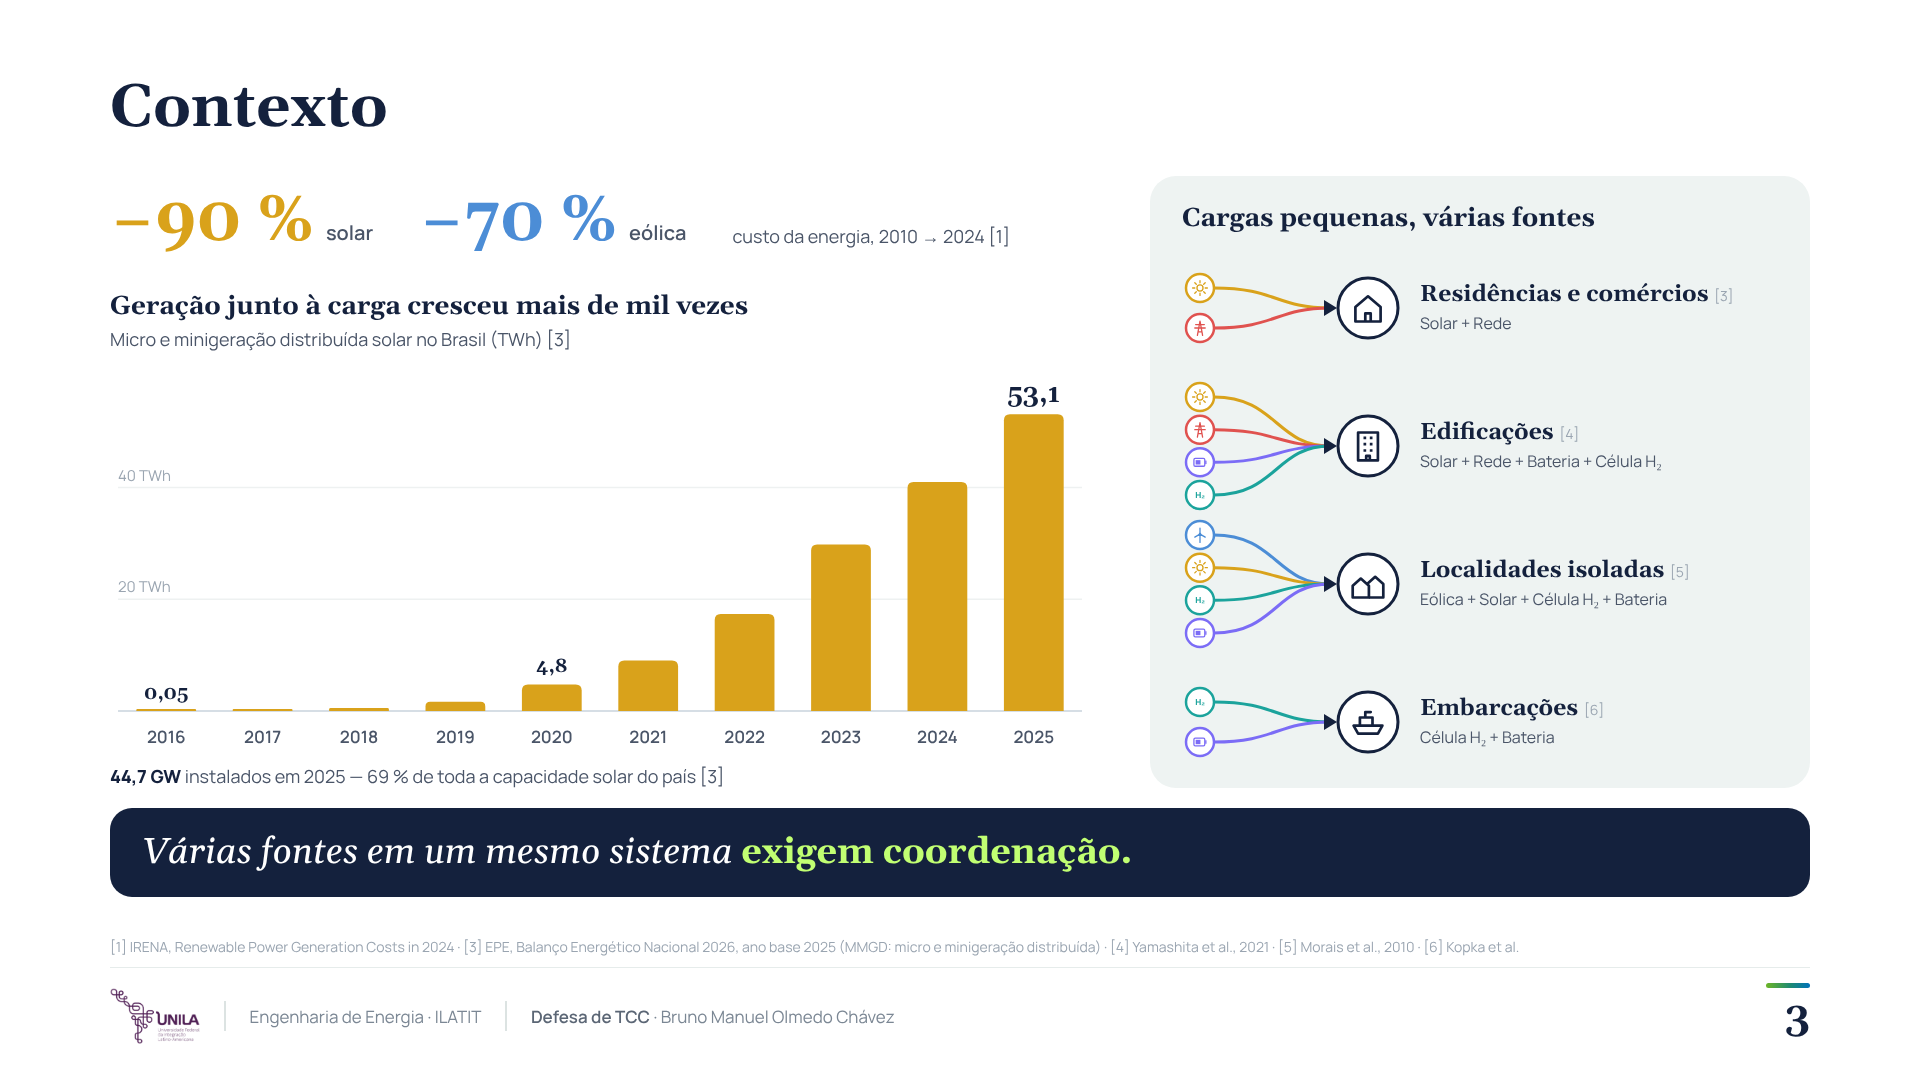 Contexto
−90 % solar −70 % eólica custo da energia, 2010 → 2024 [1]
Geração junto à carga cresceu mais de mil vezes
Micro e minigeração distribuída solar no Brasil (TWh) [3]
53,1
40 TWh
20 TWh
4,8
0,05
2016 2017 2018 2019 2020 2021 2022 2023 2024 2025
44,7 GW instalados em 2025 — 69 % de toda a capacidade solar do país [3]
Cargas pequenas, várias fontes
Residências e comércios [3]
Solar + Rede
Edificações [4]
Solar + Rede + Bateria + Célula H₂
H₂
Localidades isoladas [5]
Eólica + Solar + Célula H₂ + Bateria
H₂
Embarcações [6]
Célula H₂ + Bateria
H₂
Várias fontes em um mesmo sistema exigem coordenação.
[1] IRENA, Renewable Power Generation Costs in 2024 · [3] EPE, Balanço Energético Nacional 2026, ano base 2025 (MMGD: micro e minigeração distribuída) · [4] Yamashita et al., 2021 · [5] Morais et al., 2010 · [6] Kopka et al.
UNILA
Universidade Federal
da Integração
Latino-Americana
Engenharia de Energia · ILATIT
Defesa de TCC · Bruno Manuel Olmedo Chávez
3